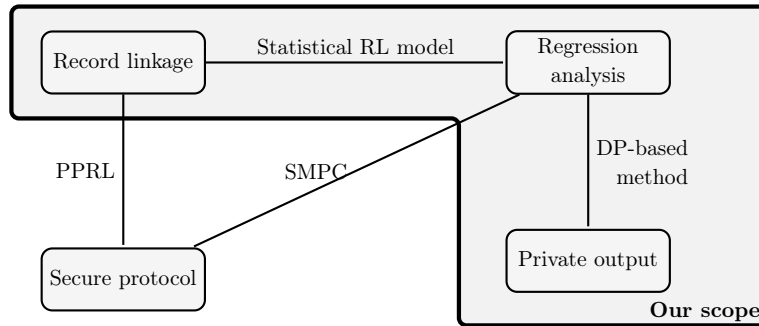 Statistical RL model
Record linkage
Regression
analysis
PPRL
SMPC
DP-based
method
Secure protocol
Private output
Our scope